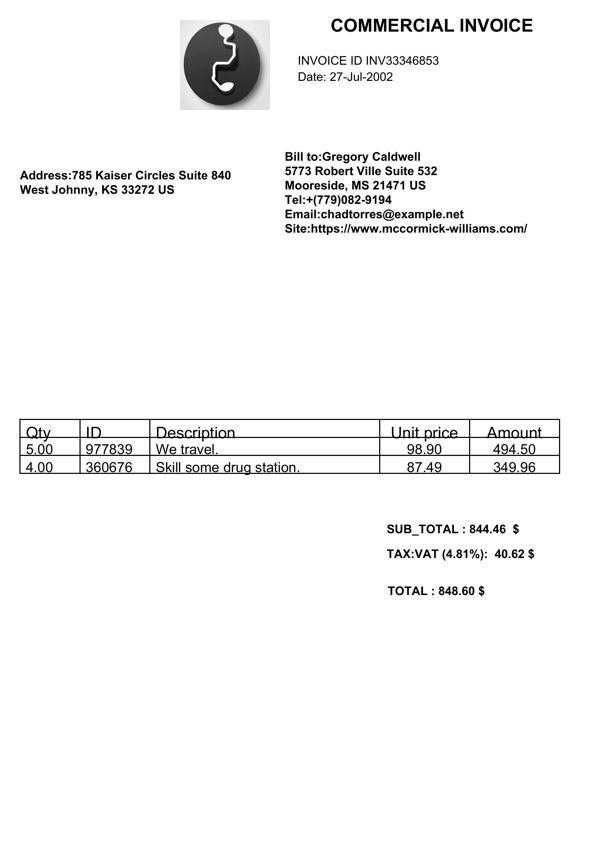 COMMERCIAL INVOICE
INVOICE ID INV33346853
Date: 27-Jul-2002
Address:785 Kaiser Circles Suite 840
West Johnny, KS 33272 US
Bill to:Gregory Caldwell
5773 Robert Ville Suite 532
Mooreside, MS 21471 US
Tel:+(779)082-9194
Email:chadtorres@example.net
Site:https://www.mccormick-williams.com/
Qty ID Description Unit price Amount
5.00 977839 We travel. 98.90 494.50
4.00 360676 Skill some drug station. 87.49 349.96
SUB_TOTAL : 844.46 $
TAX:VAT (4.81%): 40.62 $
TOTAL : 848.60 $